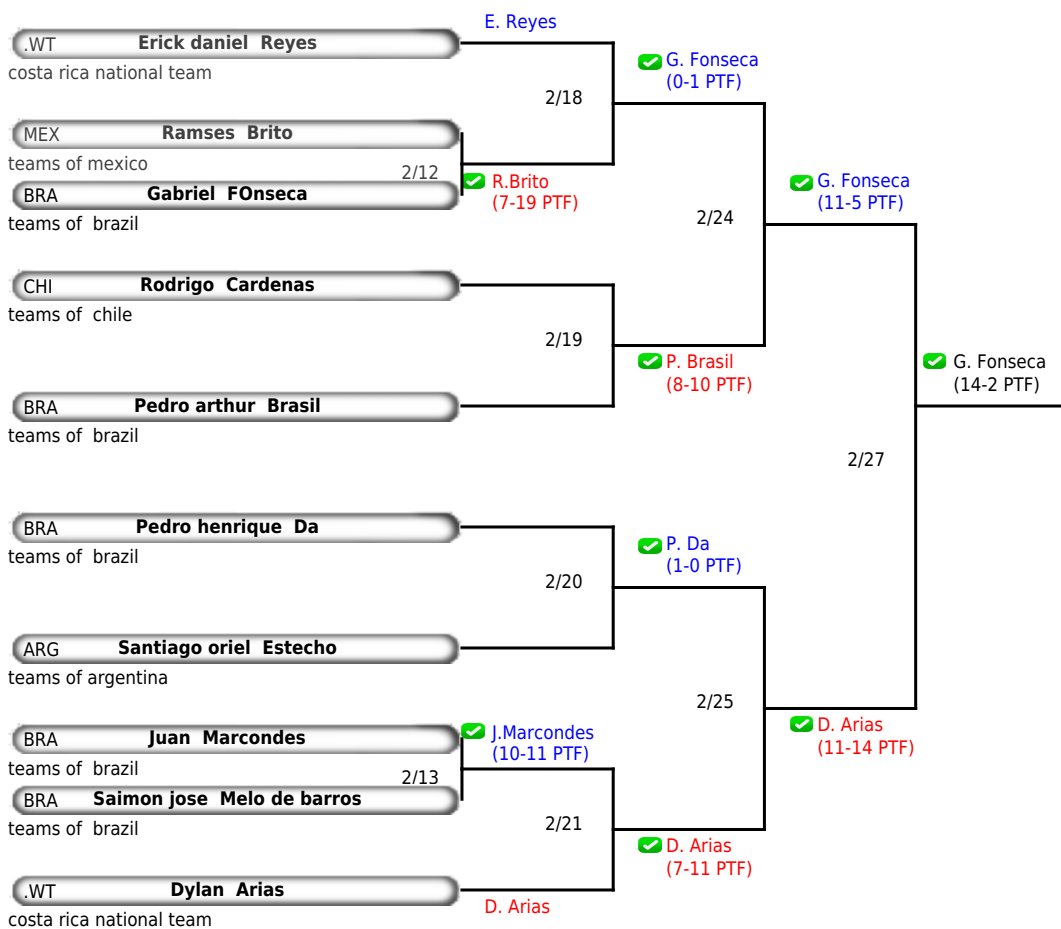 E. Reyes
.WT Erick daniel Reyes
costa rica national team
G. Fonseca
(0-1 PTF)
2/18
MEX Ramses Brito
teams of mexico
2/12
R.Brito
(7-19 PTF)
BRA Gabriel FOnseca
teams of brazil
G. Fonseca
(11-5 PTF)
2/24
CHI Rodrigo Cardenas
teams of chile
2/19
P. Brasil
(8-10 PTF)
G. Fonseca
(14-2 PTF)
BRA Pedro arthur Brasil
teams of brazil
2/27
BRA Pedro henrique Da
teams of brazil
P. Da
(1-0 PTF)
2/20
ARG Santiago oriel Estecho
teams of argentina
2/25
BRA Juan Marcondes
teams of brazil
J.Marcondes
(10-11 PTF)
D. Arias
(11-14 PTF)
2/13
BRA Saimon jose Melo de barros
teams of brazil
2/21
D. Arias
(7-11 PTF)
.WT Dylan Arias
costa rica national team
D. Arias